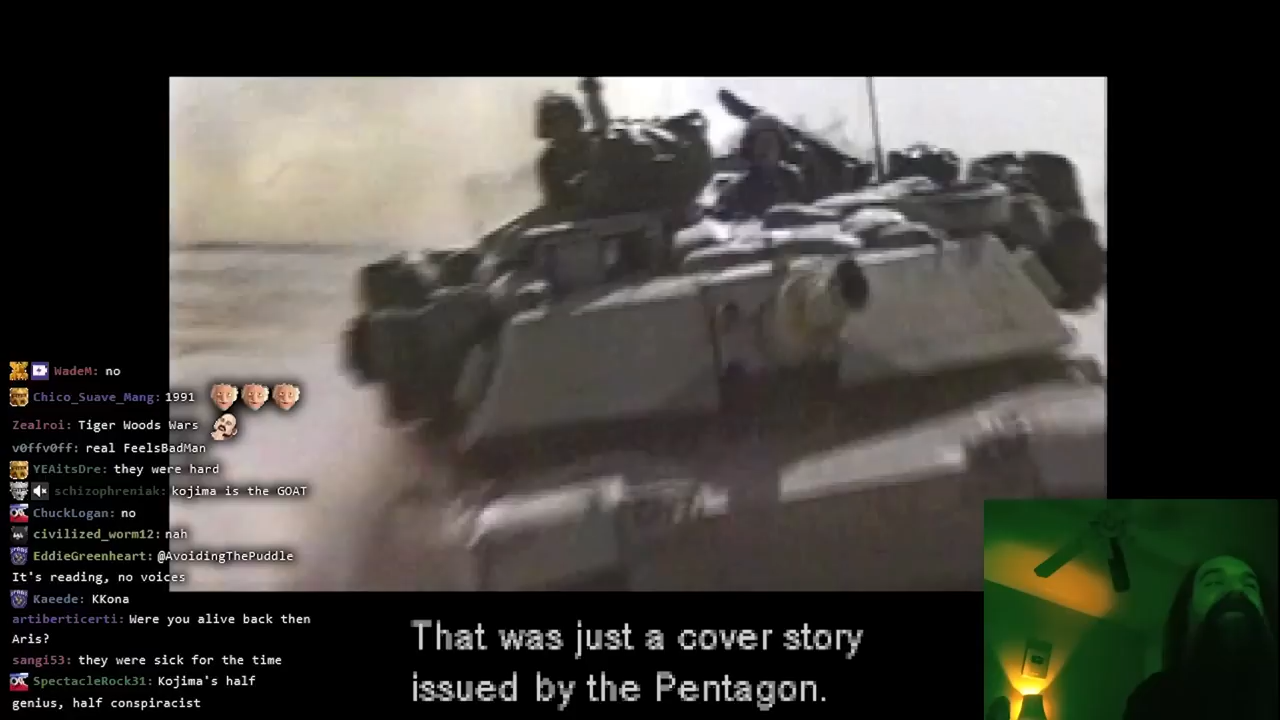 WadeM: no
Chico_Suave_Mang: 1991
Zealroi: Tiger Woods Wars
v0ffv0ff: real FeelsBadMan
YEAitsDre: they were hard
schizophreniak: kojima is the GOAT
ChuckLogan: no
civilized_worm12: nah
EddieGreenheart: @AvoidingThePuddle
It's reading, no voices
Kaeede: KKona
artiberticerti: Were you alive back then
Aris?
sangi53: they were sick for the time
SpectacleRock31: Kojima's half
genius, half conspiracist
That was just a cover story
issued by the Pentagon.